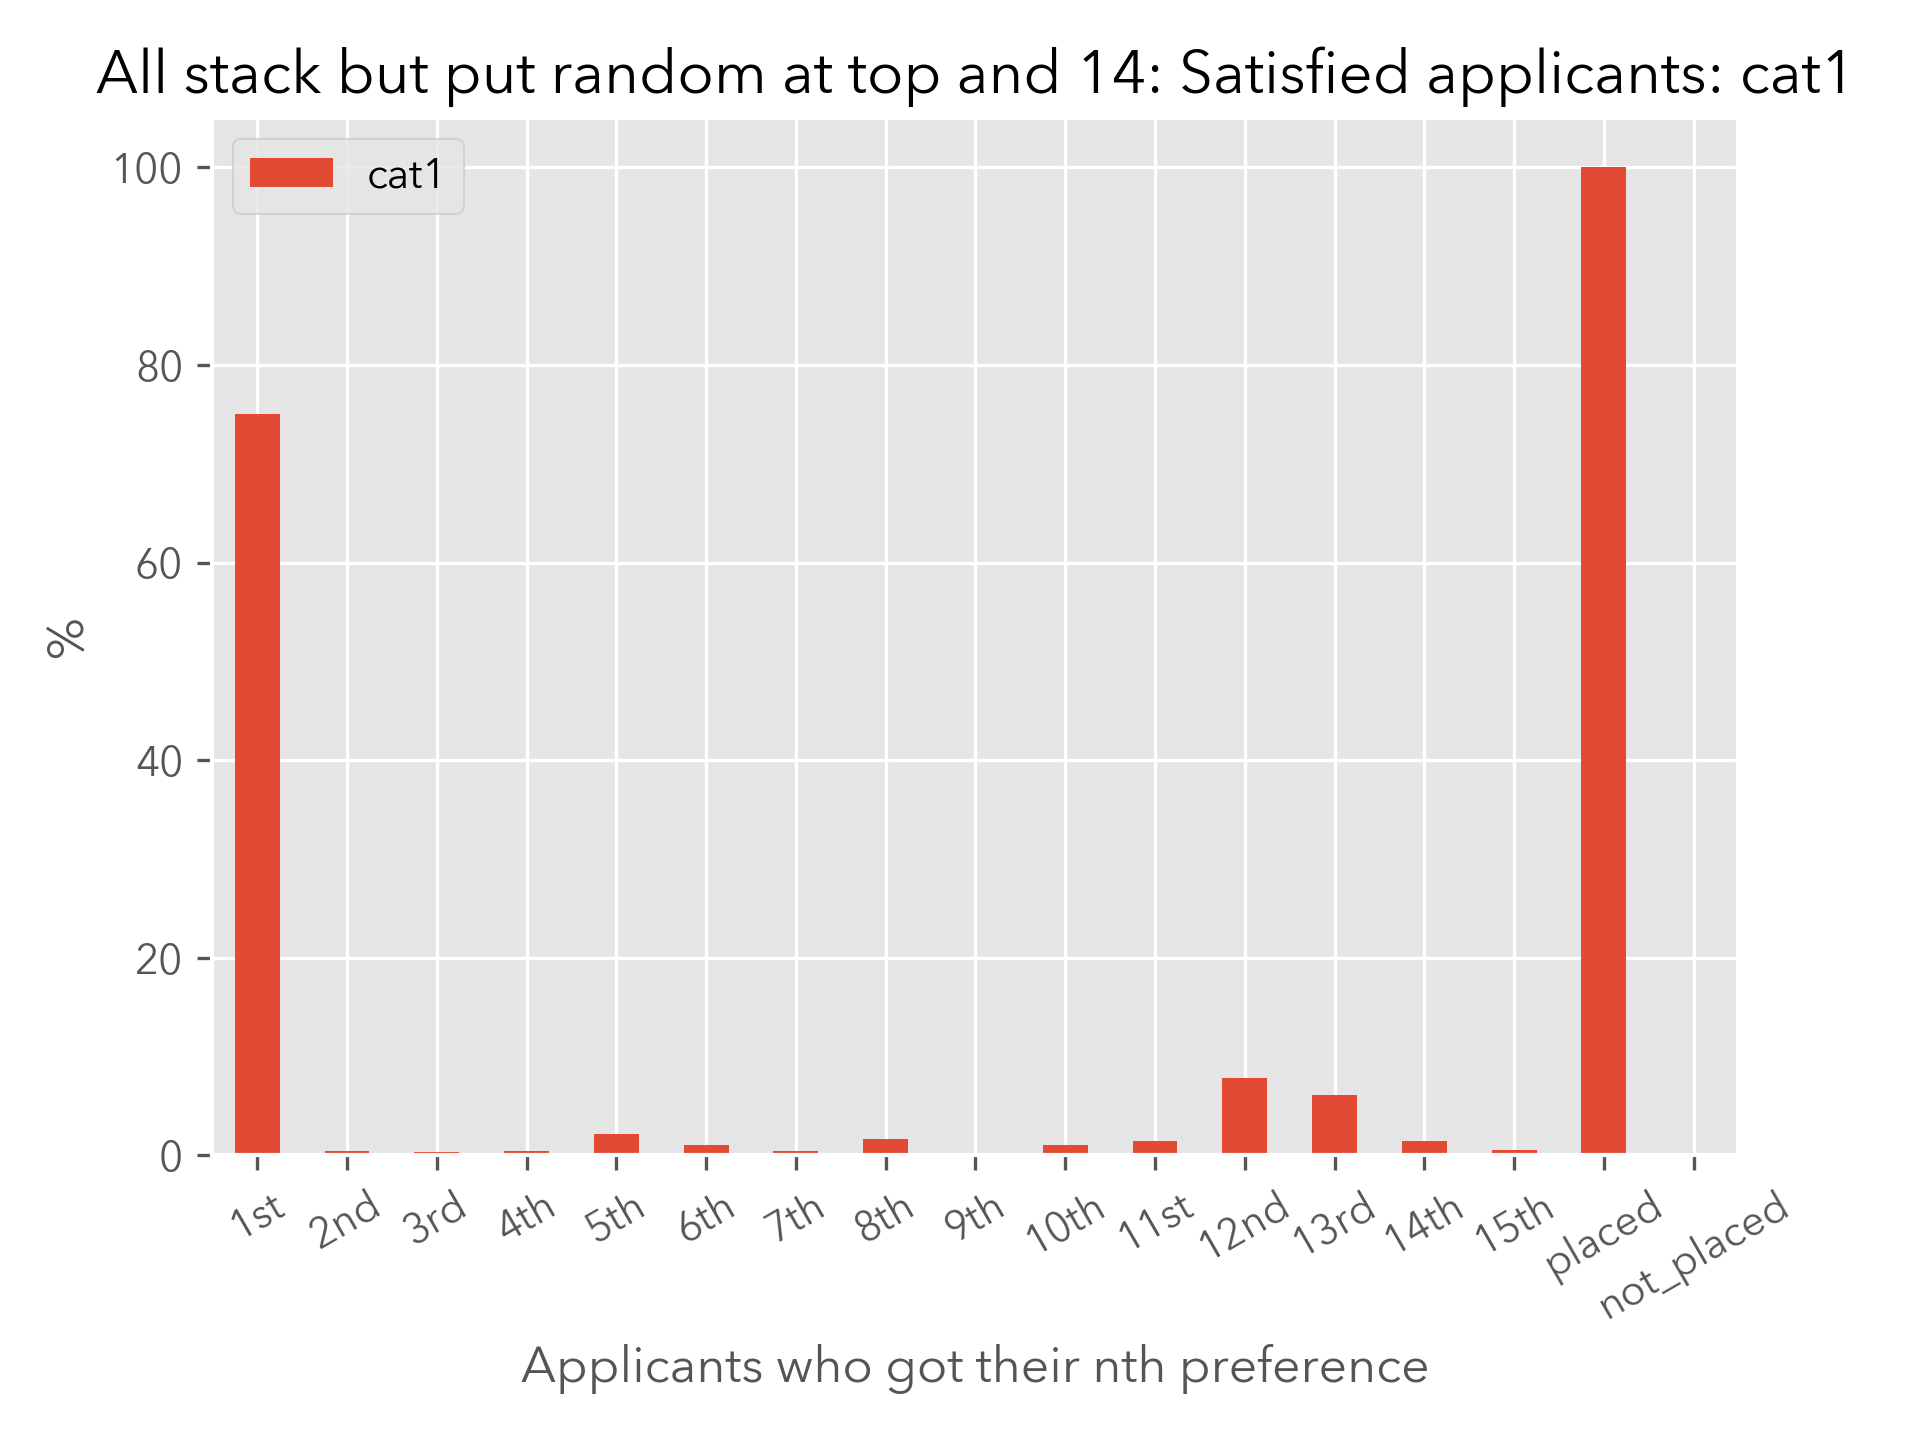 All stack but put random at top and 14: Satisfied applicants: cat1
cat1
100
80
60
40
20
0
%
1st
2nd
3rd
4th
5th
6th
7th
8th
9th
10th
11st
12nd
13rd
14th
15th
placed
not_placed
Applicants who got their nth preference